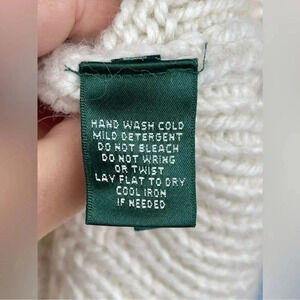 HAND WASH COLD
MILD DETERGENT
DO NOT BLEACH
DO NOT WRING
OR TWIST
LAY FLAT TO DRY
COOL IRON
IF NEEDED